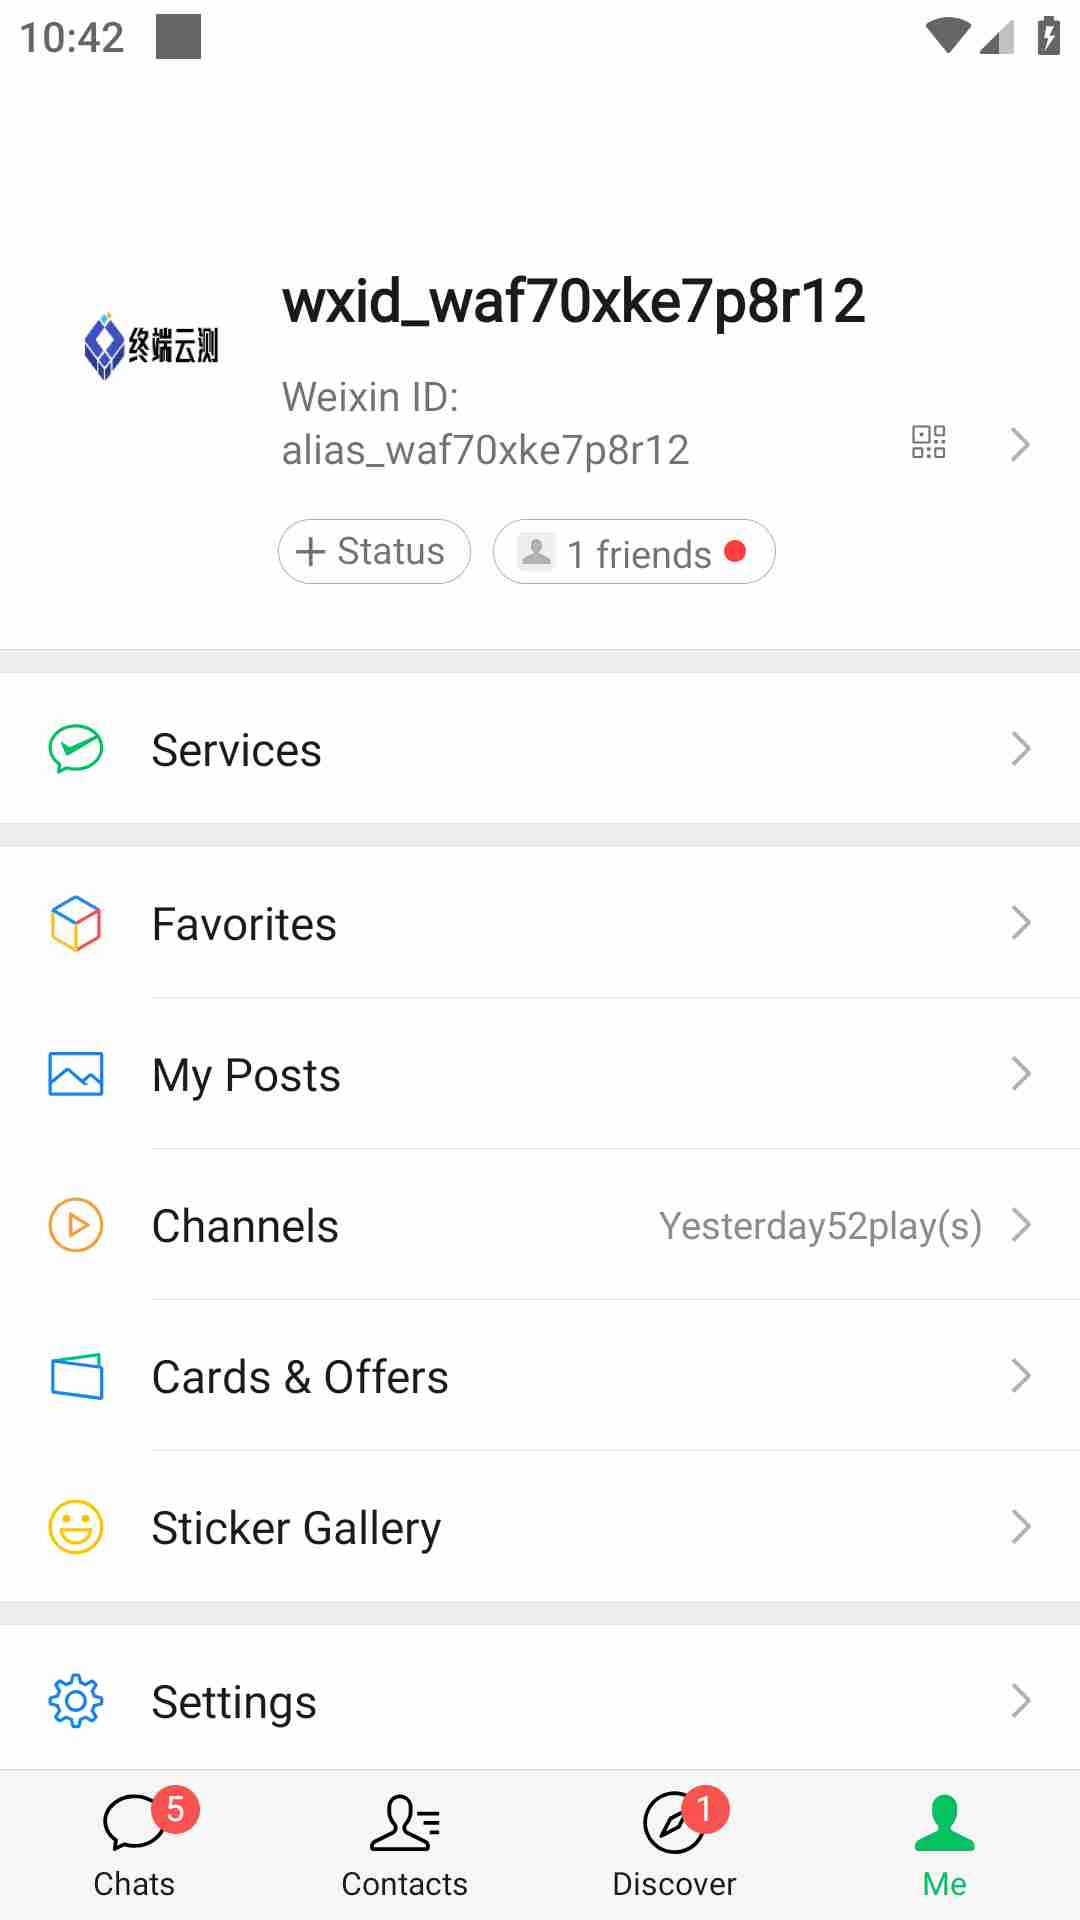 10:42
wxid_waf70xke7p8r12
终端云测
Weixin ID:
alias_waf70xke7p8r12
Status
1 friends
Services
Favorites
My Posts
Channels
Yesterday52play(s)
Cards & Offers
Sticker Gallery
Settings
5
1
Chats
Contacts
Discover
Me